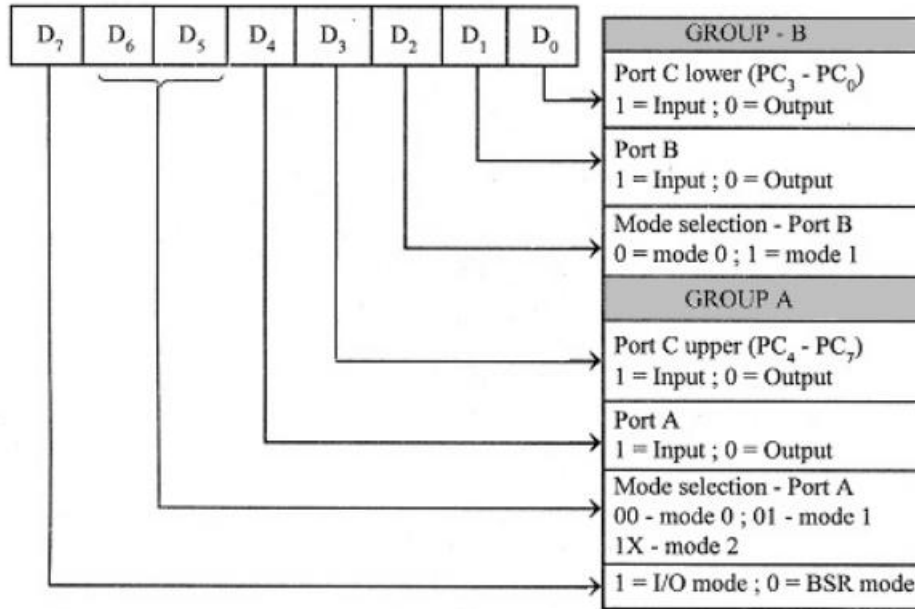 D₇ D₆ D₅ D₄ D₃ D₂ D₁ D₀
GROUP - B
Port C lower (PC₃ - PC₀)
1 = Input ; 0 = Output
Port B
1 = Input ; 0 = Output
Mode selection - Port B
0 = mode 0 ; 1 = mode 1
GROUP A
Port C upper (PC₄ - PC₇)
1 = Input ; 0 = Output
Port A
1 = Input ; 0 = Output
Mode selection - Port A
00 - mode 0 ; 01 - mode 1
1X - mode 2
1 = I/O mode ; 0 = BSR mode